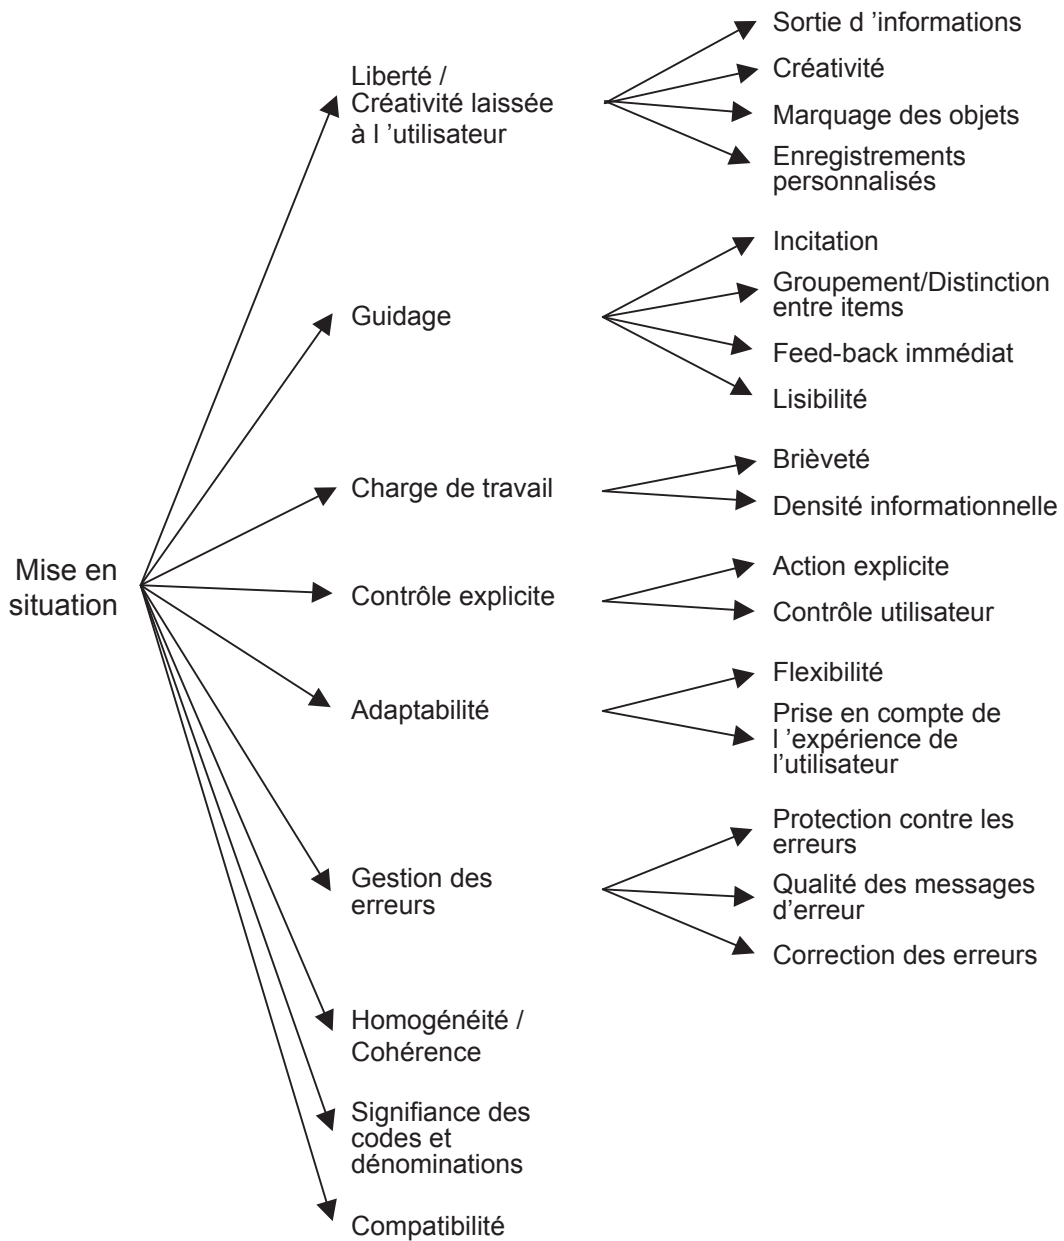 Mise en
situation
Liberté /
Créativité laissée
à l ’utilisateur
Sortie d ’informations
Créativité
Marquage des objets
Enregistrements
personnalisés
Guidage
Incitation
Groupement/Distinction
entre items
Feed-back immédiat
Lisibilité
Charge de travail
Brièveté
Densité informationnelle
Contrôle explicite
Action explicite
Contrôle utilisateur
Adaptabilité
Flexibilité
Prise en compte de
l ’expérience de
l’utilisateur
Gestion des
erreurs
Protection contre les
erreurs
Qualité des messages
d’erreur
Correction des erreurs
Homogénéité /
Cohérence
Signifiance des
codes et
dénominations
Compatibilité